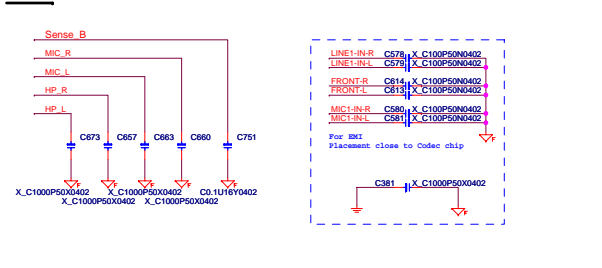 Sense_B
MIC_R
MIC_L
HP_R
HP_L
C673 C657 C663 C660 C751
F F F F F
X_C1000P50X0402 X_C1000P50X0402 C0.1U16Y0402
X_C1000P50X0402 X_C1000P50X0402
LINE1-IN-R C578 X_C100P50N0402
LINE1-IN-L C579 X_C100P50N0402
FRONT-R C614 X_C100P50N0402
FRONT-L C613 X_C100P50N0402
MIC1-IN-R C580 X_C100P50N0402
MIC1-IN-L C581 X_C100P50N0402
F
For EMI
Placement close to Codec chip
C381 X_C1000P50X0402
F